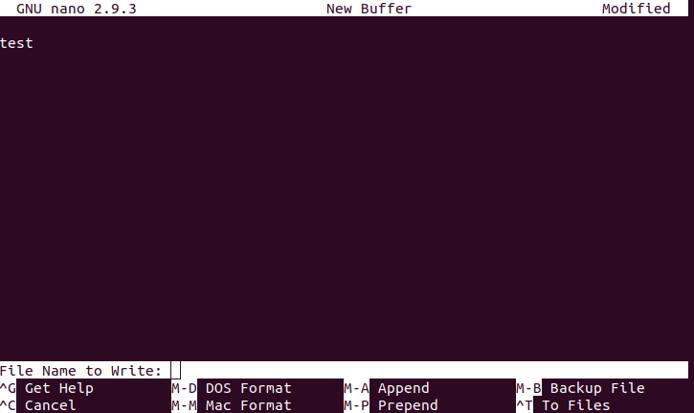 GNU nano 2.9.3 New Buffer Modified
test
File Name to Write:
^G Get Help M-D DOS Format M-A Append M-B Backup File
^C Cancel M-M Mac Format M-P Prepend ^T To Files